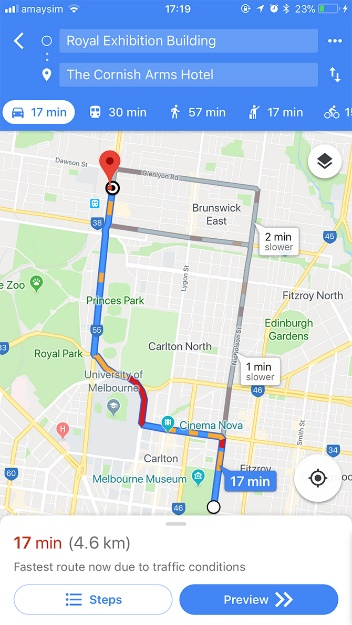 amaysim
17:19
23%
Royal Exhibition Building
The Cornish Arms Hotel
17 min
30 min
57 min
17 min
Dawson St
Glenlyon Rd
Brunswick
East
38
2 min
slower
45
e Zoo
Lygon St
Princes Park
Fitzroy North
55
Edinburgh
Gardens
83
Royal Park
Carlton North
Nicholson St
1 min
slower
University of
Melbourne
46
Smith St
Cinema Nova
34
Carlton
60
Melbourne Museum
Fitzroy
17 min
46
17 min (4.6 km)
Fastest route now due to traffic conditions
Steps
Preview